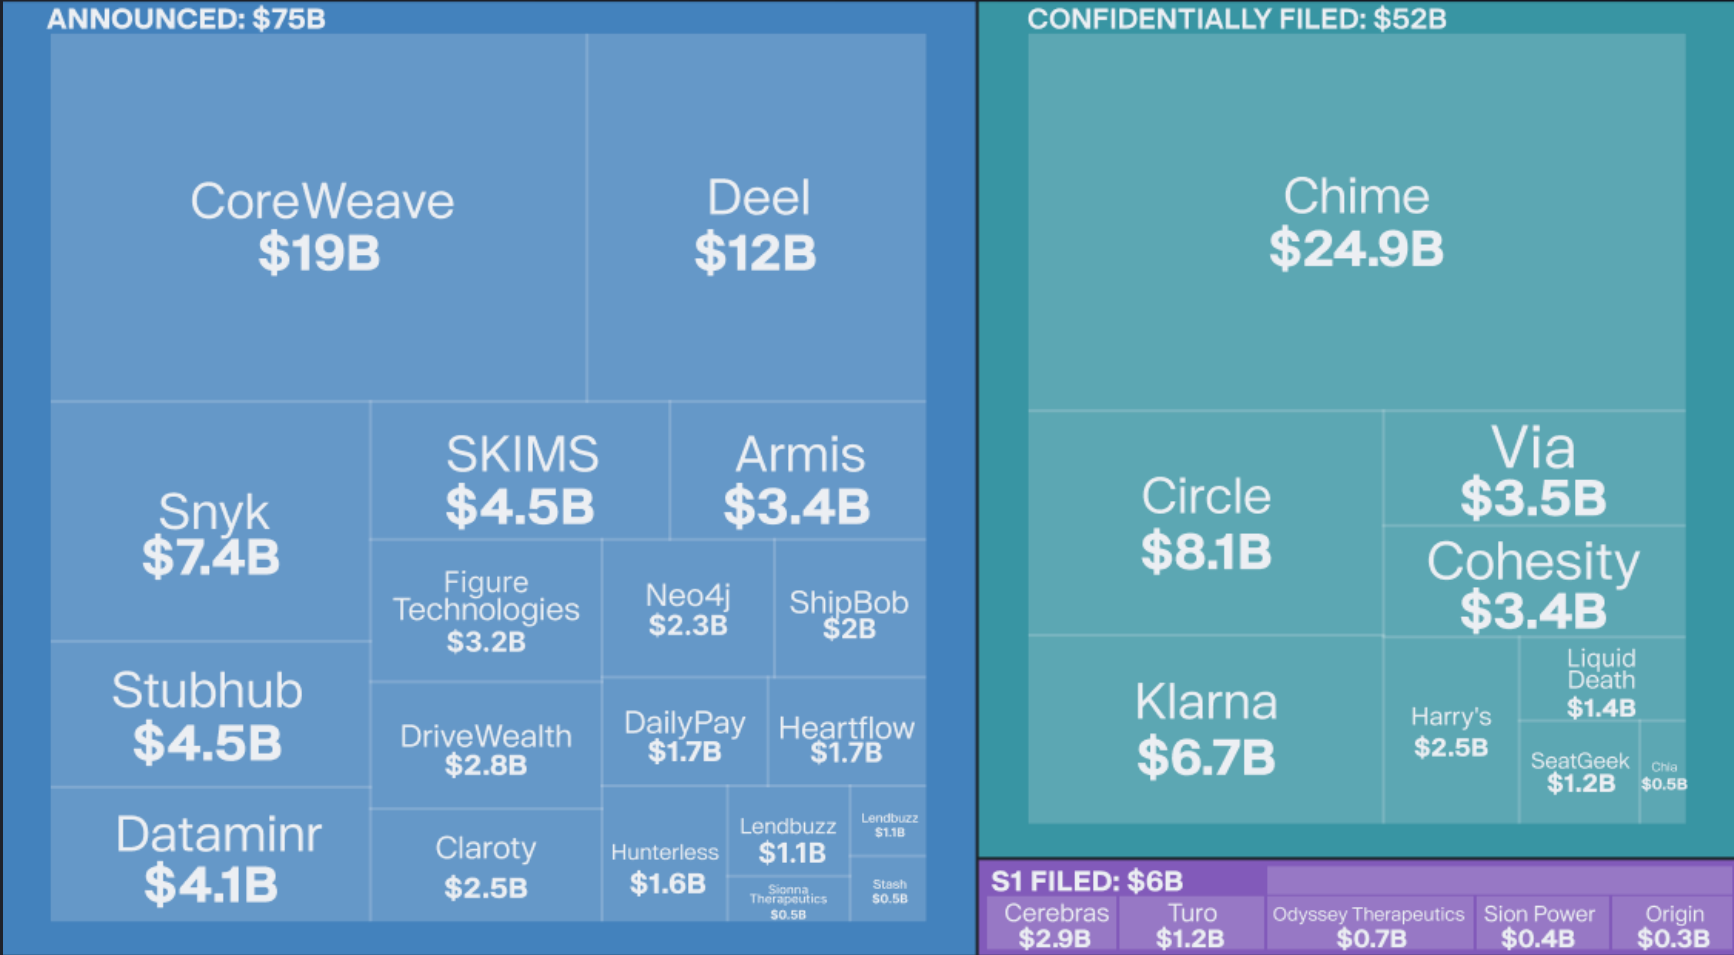 ANNOUNCED: $75B
CoreWeave
$19B
Deel
$12B
Snyk
$7.4B
SKIMS
$4.5B
Armis
$3.4B
Figure
Technologies
$3.2B
Neo4j
$2.3B
ShipBob
$2B
Stubhub
$4.5B
DriveWealth
$2.8B
DailyPay
$1.7B
Heartflow
$1.7B
Dataminr
$4.1B
Claroty
$2.5B
Hunterless
$1.6B
Lendbuzz
$1.1B
Lendbuzz
$1.1B
Sionna
Therapeutics
$0.5B
Stash
$0.5B
CONFIDENTIALLY FILED: $52B
Chime
$24.9B
Circle
$8.1B
Via
$3.5B
Cohesity
$3.4B
Klarna
$6.7B
Harry's
$2.5B
Liquid
Death
$1.4B
SeatGeek
$1.2B
Chia
$0.5B
S1 FILED: $6B
Cerebras
$2.9B
Turo
$1.2B
Odyssey Therapeutics
$0.7B
Sion Power
$0.4B
Origin
$0.3B